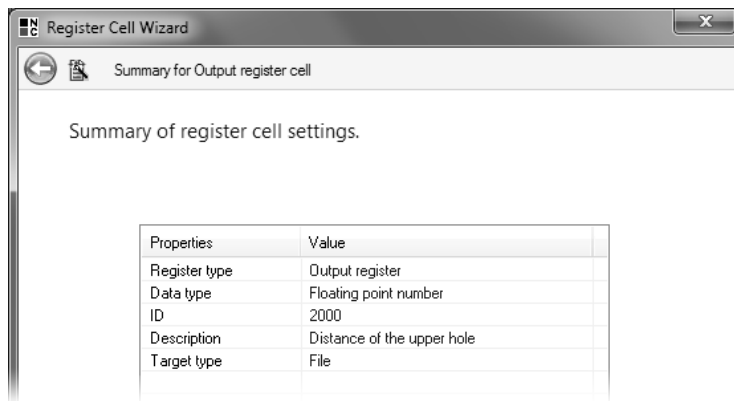 Register Cell Wizard
Summary for Output register cell
Summary of register cell settings.
Properties Value
Register type Output register
Data type Floating point number
ID 2000
Description Distance of the upper hole
Target type File